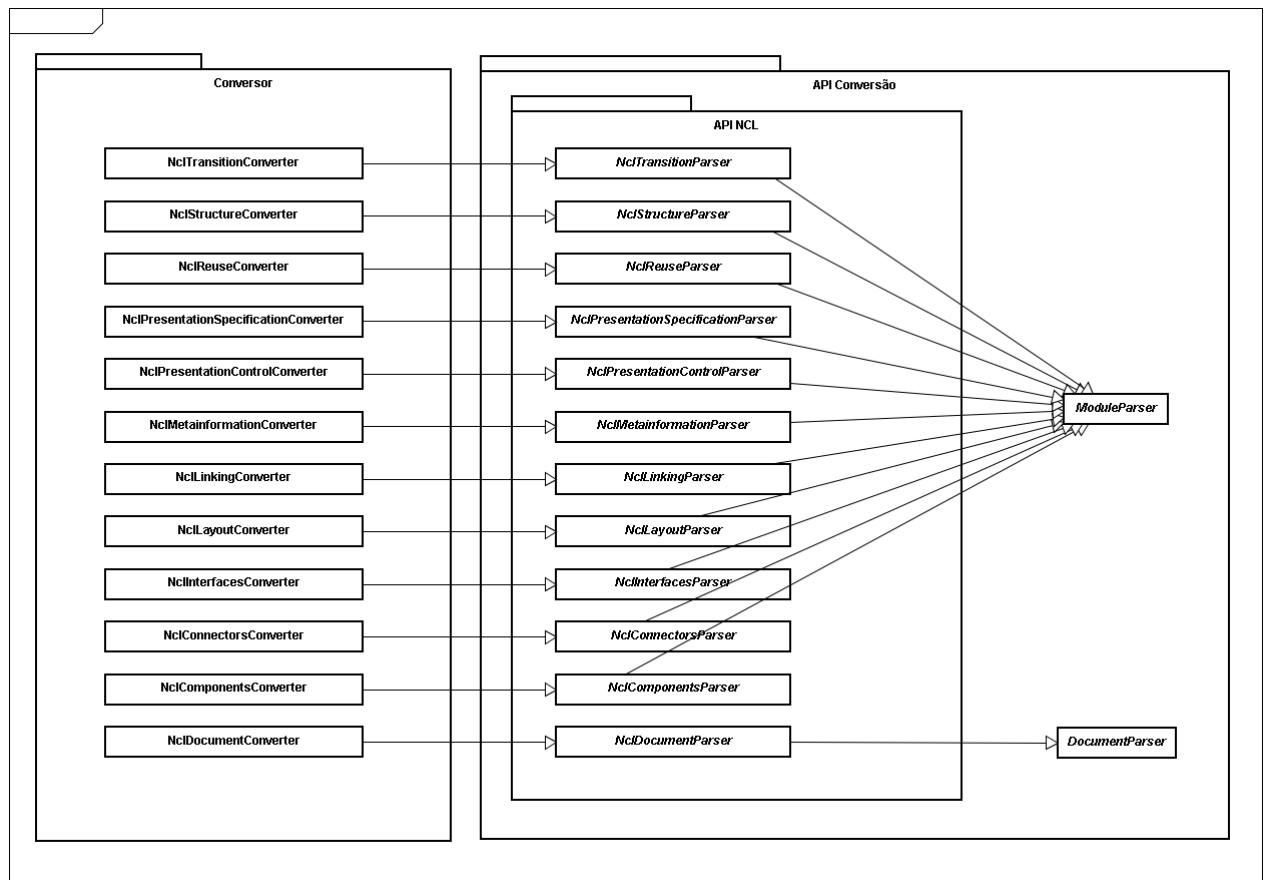 Conversor
API Conversão
API NCL
NclTransitionConverter
NclTransitionParser
NclStructureConverter
NclStructureParser
NclReuseConverter
NclReuseParser
NclPresentationSpecificationConverter
NclPresentationSpecificationParser
NclPresentationControlConverter
NclPresentationControlParser
ModuleParser
NclMetainformationConverter
NclMetainformationParser
NclLinkingConverter
NclLinkingParser
NclLayoutConverter
NclLayoutParser
NclInterfacesConverter
NclInterfacesParser
NclConnectorsConverter
NclConnectorsParser
NclComponentsConverter
NclComponentsParser
NclDocumentConverter
NclDocumentParser
DocumentParser